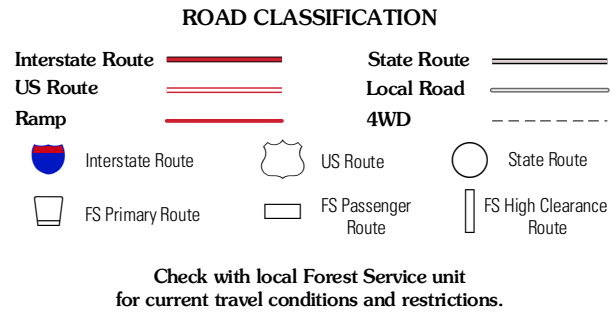 ROAD CLASSIFICATION
Interstate Route
State Route
US Route
Local Road
Ramp
4WD
Interstate Route
US Route
State Route
FS Primary Route
FS Passenger
Route
FS High Clearance
Route
Check with local Forest Service unit
for current travel conditions and restrictions.